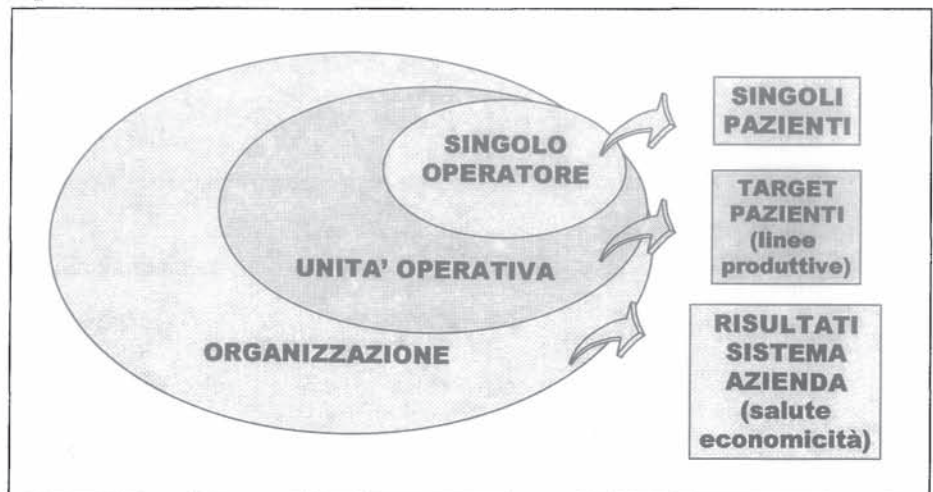 SINGOLO
OPERATORE
UNITA' OPERATIVA
ORGANIZZAZIONE
SINGOLI
PAZIENTI
TARGET
PAZIENTI
(linee
produttive)
RISULTATI
SISTEMA
AZIENDA
(salute
economicità)